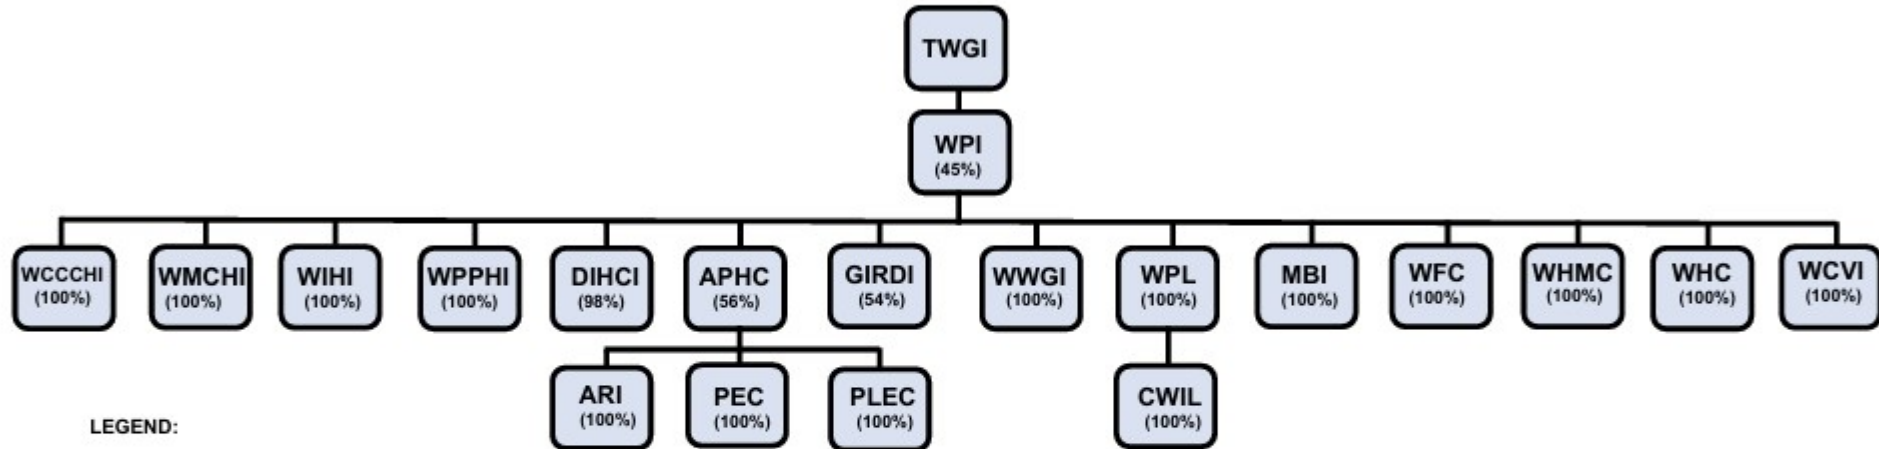 TWGI
WPI
(45%)
WCCCHI
(100%)
WMCHI
(100%)
WIHI
(100%)
WPPHI
(100%)
DIHCI
(98%)
APHC
(56%)
GIRDI
(54%)
WWGI
(100%)
WPL
(100%)
MBI
(100%)
WFC
(100%)
WHMC
(100%)
WHC
(100%)
WCVI
(100%)
ARI
(100%)
PEC
(100%)
PLEC
(100%)
CWIL
(100%)
LEGEND: